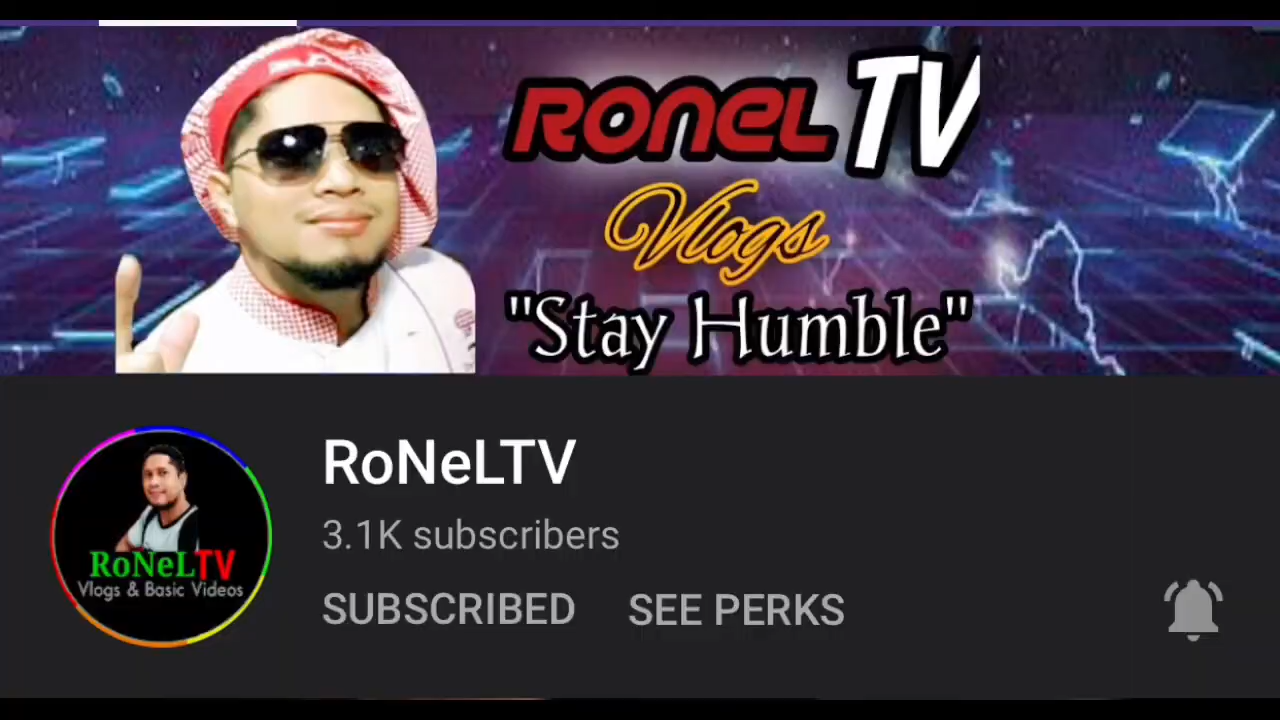 RONEL TV
Vlogs
"Stay Humble"
RoNeLTV
3.1K subscribers
SUBSCRIBED SEE PERKS
RoNeLTV
Vlogs & Basic Videos